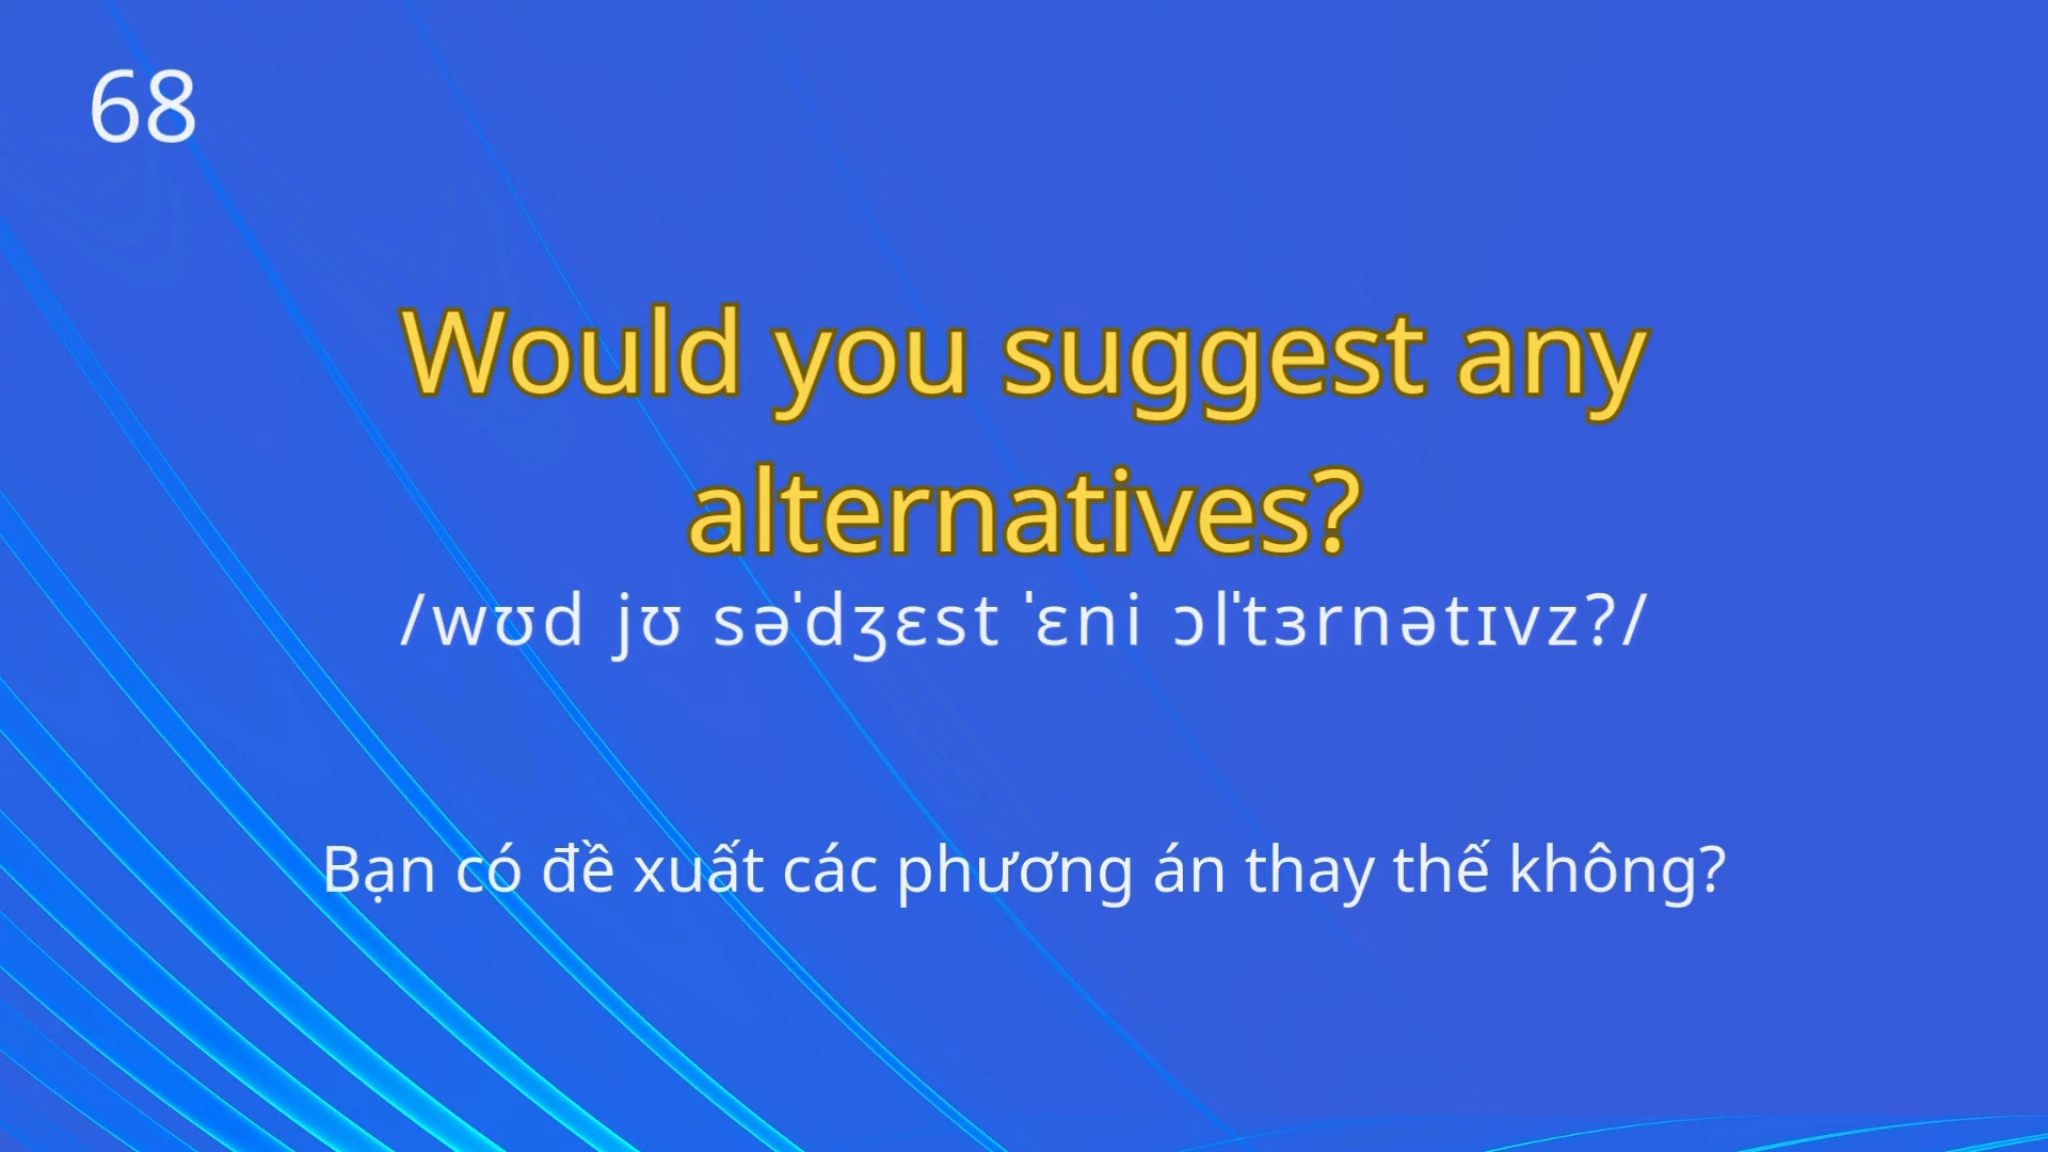 68
Would you suggest any
alternatives?
/wʊd jʊ səˈdʒɛst ˈɛni ɔlˈtɜrnətɪvz?/
Bạn có đề xuất các phương án thay thế không?